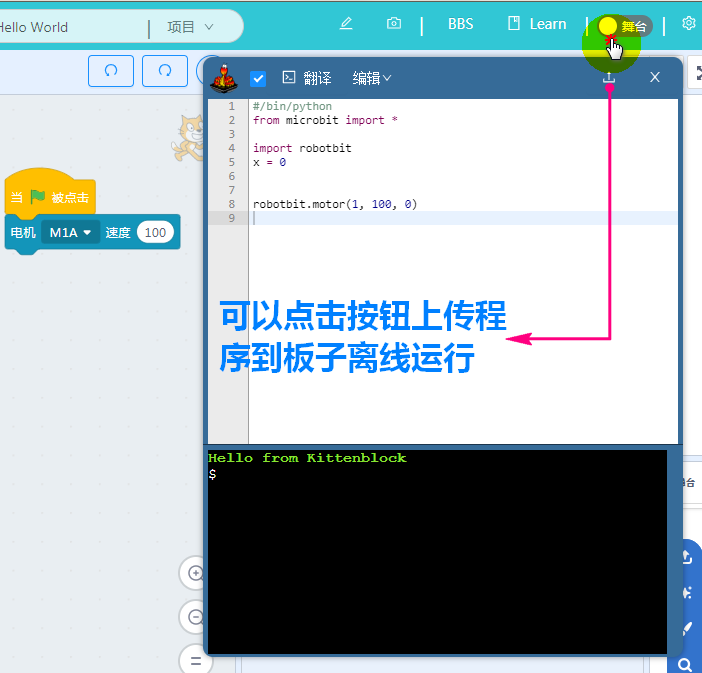 Hello World
项目
BBS
Learn
舞台
翻译
编辑
1 #/bin/python
2 from microbit import *
3
4 import robotbit
5 x = 0
6
7
8 robotbit.motor(1, 100, 0)
9
当 被点击
电机 M1A 速度 100
可以点击按钮上传程
序到板子离线运行
Hello from Kittenblock
$
台